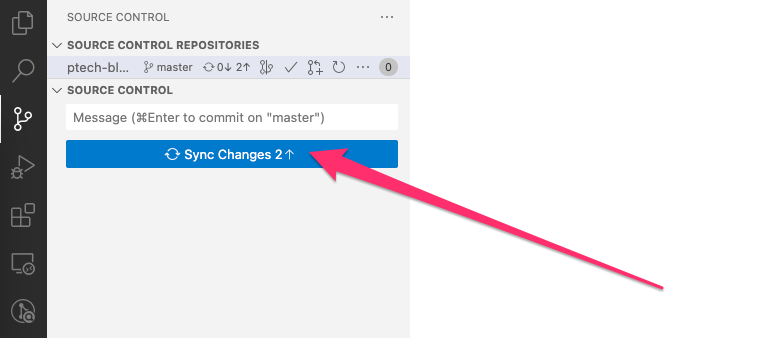 SOURCE CONTROL
SOURCE CONTROL REPOSITORIES
ptech-bl... master 0↓ 2↑ 0
SOURCE CONTROL
Message (⌘Enter to commit on "master")
Sync Changes 2↑